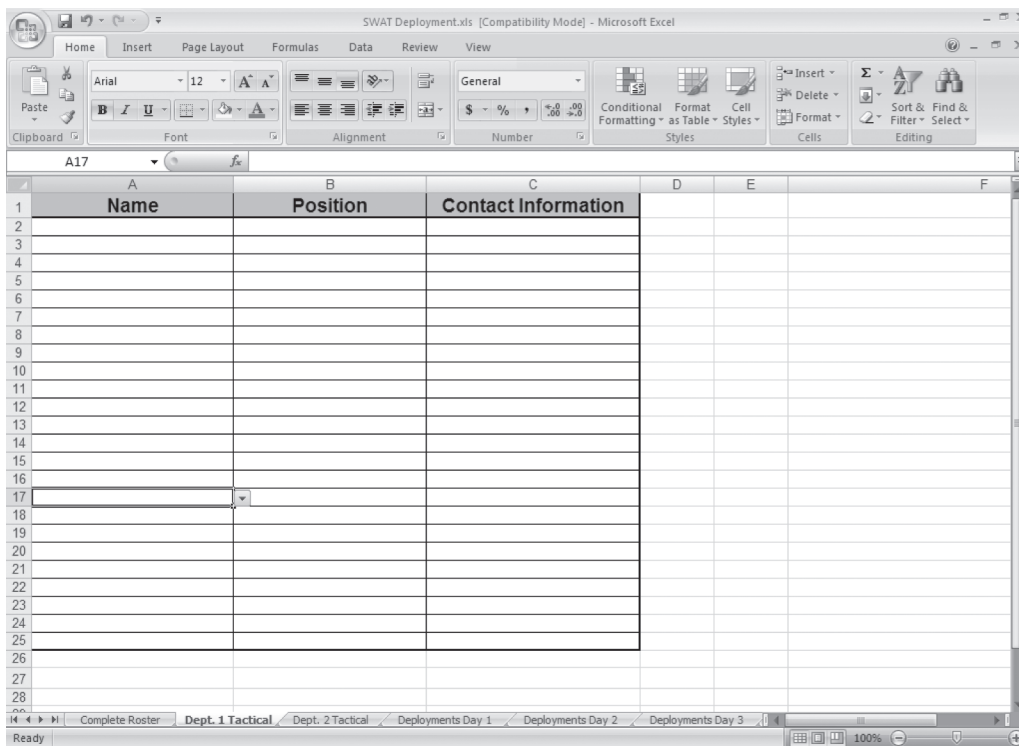 SWAT Deployment.xls [Compatibility Mode] - Microsoft Excel
Home Insert Page Layout Formulas Data Review View
Arial 12 A A General Conditional Formatting Format as Table Cell Styles Insert Delete Format Sort & Filter Find & Select
Paste B I U A $ % , .0 .00 .00 .0 Σ
Clipboard Font Alignment Number Styles Cells Editing
A17 fx
A B C D E F
1 Name Position Contact Information
2
3
4
5
6
7
8
9
10
11
12
13
14
15
16
17
18
19
20
21
22
23
24
25
26
27
28
Complete Roster Dept. 1 Tactical Dept. 2 Tactical Deployments Day 1 Deployments Day 2 Deployments Day 3
Ready 100%